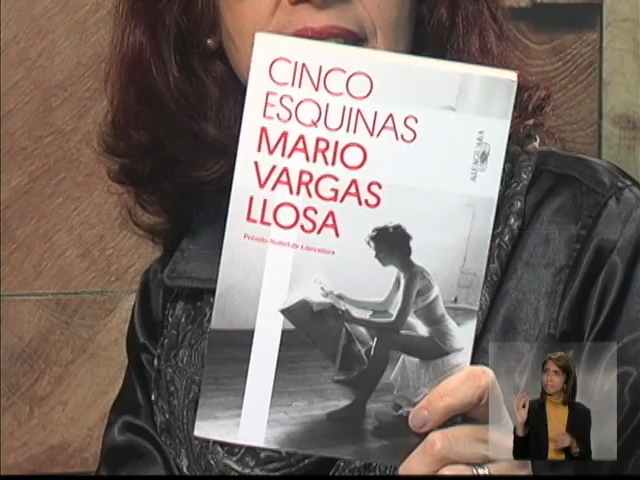 CINCO
ESQUINAS
MARIO
VARGAS
LLOSA
Premio Nobel de Literatura
ALFAGUARA